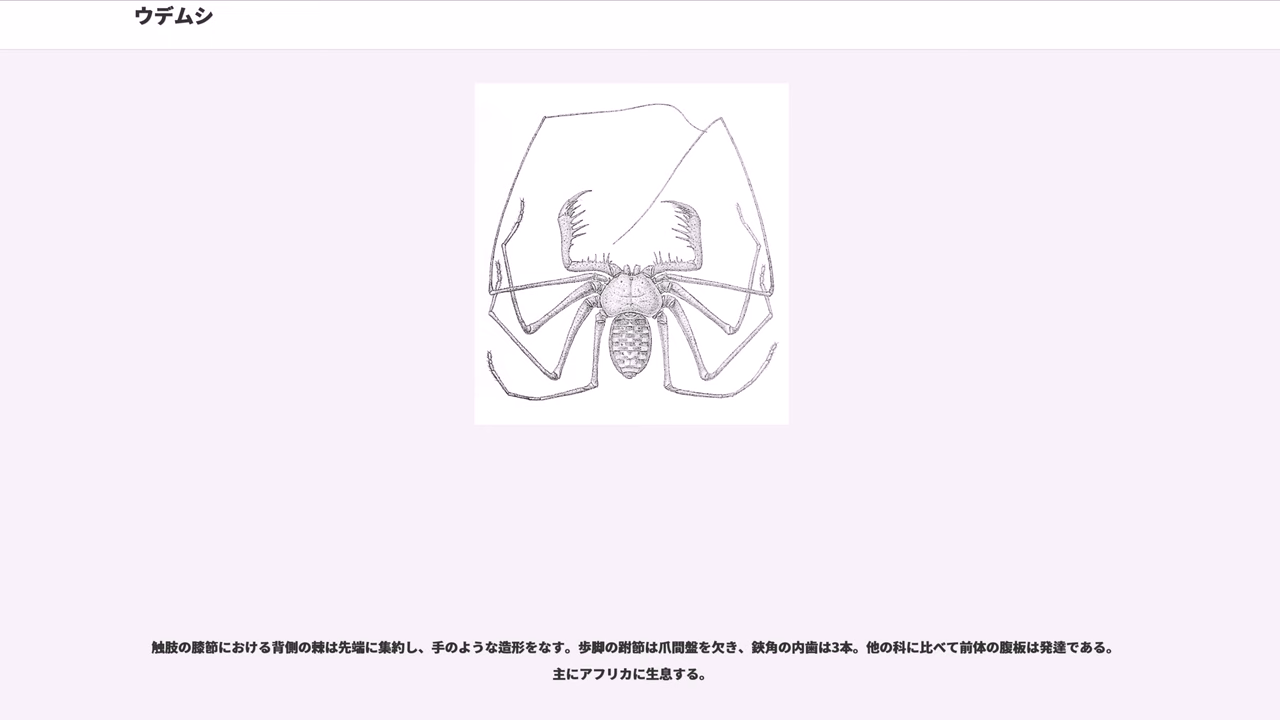 ウデムシ
触肢の膝節における背側の棘は先端に集約し、手のような造形をなす。歩脚の跗節は爪間盤を欠き、鋏角の内歯は3本。他の科に比べて前体の腹板は発達である。
主にアフリカに生息する。